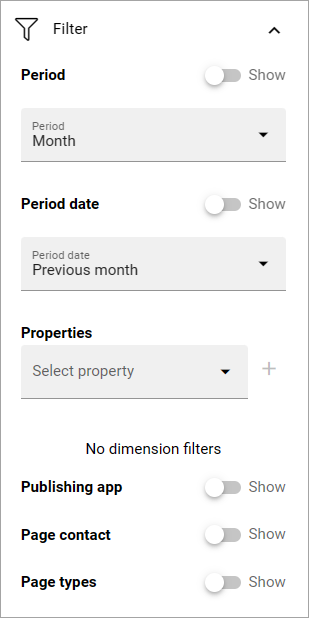 Filter
Period Show
Period
Month
Period date Show
Period date
Previous month
Properties
Select property
No dimension filters
Publishing app Show
Page contact Show
Page types Show